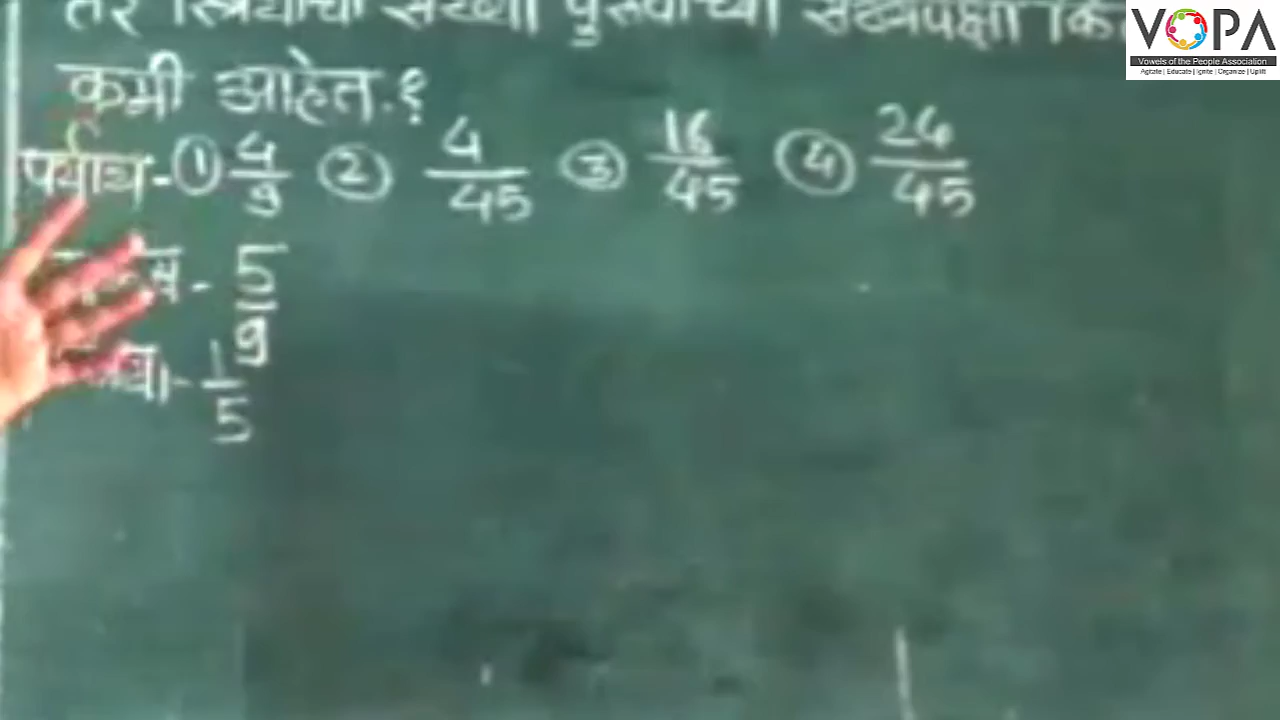 तर स्त्रियांची संख्या पुरुषांच्या संख्येपेक्षा
कमी आहेत.?
पर्याय - ① 4/9 ② 4/45 ③ 16/45 ④ 24/45
- 5/9
- 1/5
VOPA
Vowels of the People Association
Agitate | Educate | Ignite | Organize | Uplift